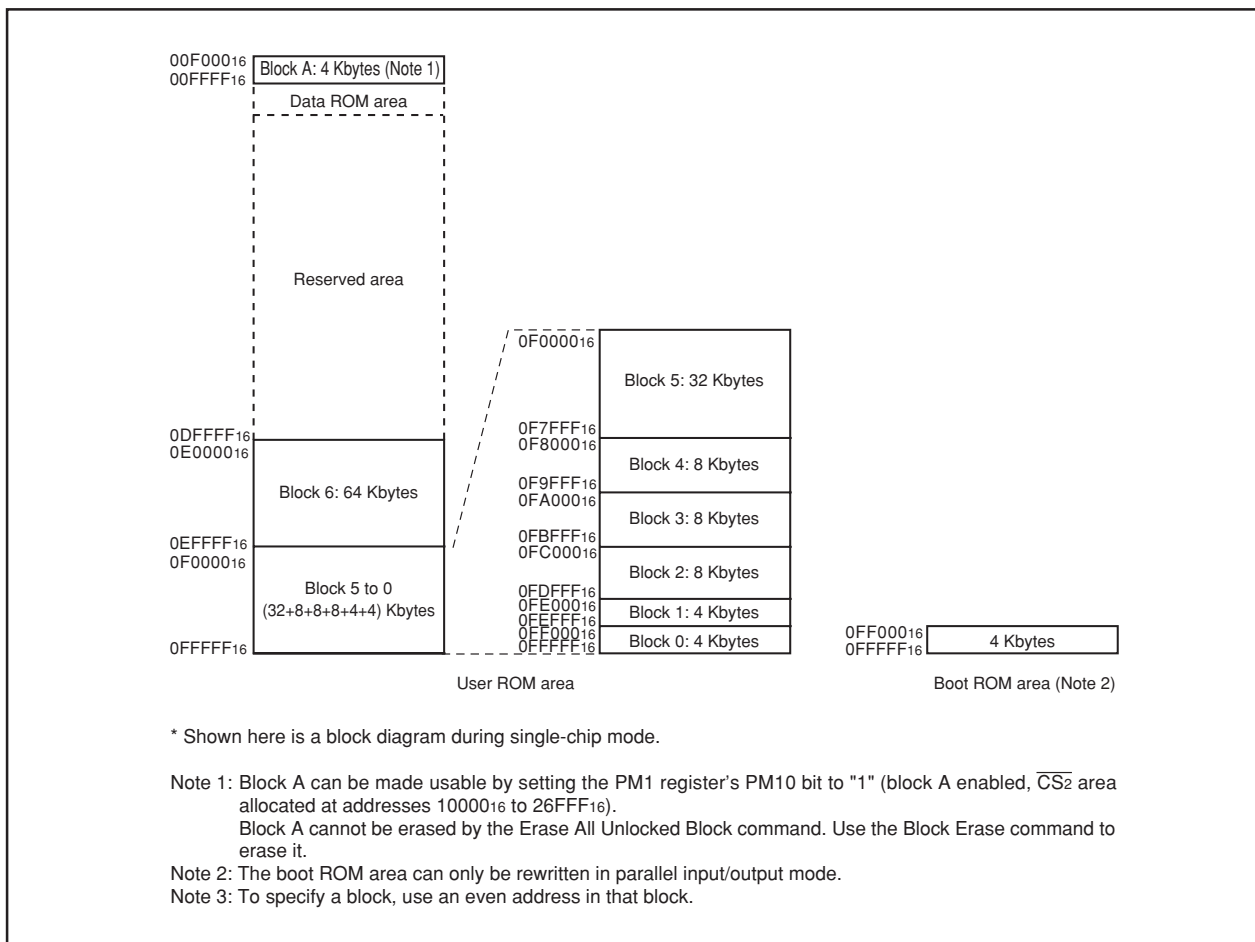 00F00016
00FFFF16
Block A: 4 Kbytes (Note 1)
Data ROM area
Reserved area
0DFFFF16
0E000016
Block 6: 64 Kbytes
0EFFFF16
0F000016
Block 5 to 0
(32+8+8+8+4+4) Kbytes
0FFFFF16
0F000016
Block 5: 32 Kbytes
0F7FFF16
0F800016
Block 4: 8 Kbytes
0F9FFF16
0FA00016
Block 3: 8 Kbytes
0FBFFF16
0FC00016
Block 2: 8 Kbytes
0FDFFF16
0FE00016
Block 1: 4 Kbytes
0FEFFF16
0FF00016
Block 0: 4 Kbytes
0FFFFF16
User ROM area
0FF00016
0FFFFF16
4 Kbytes
Boot ROM area (Note 2)
* Shown here is a block diagram during single-chip mode.
Note 1: Block A can be made usable by setting the PM1 register's PM10 bit to "1" (block A enabled, CS2 area
allocated at addresses 1000016 to 26FFF16).
Block A cannot be erased by the Erase All Unlocked Block command. Use the Block Erase command to
erase it.
Note 2: The boot ROM area can only be rewritten in parallel input/output mode.
Note 3: To specify a block, use an even address in that block.